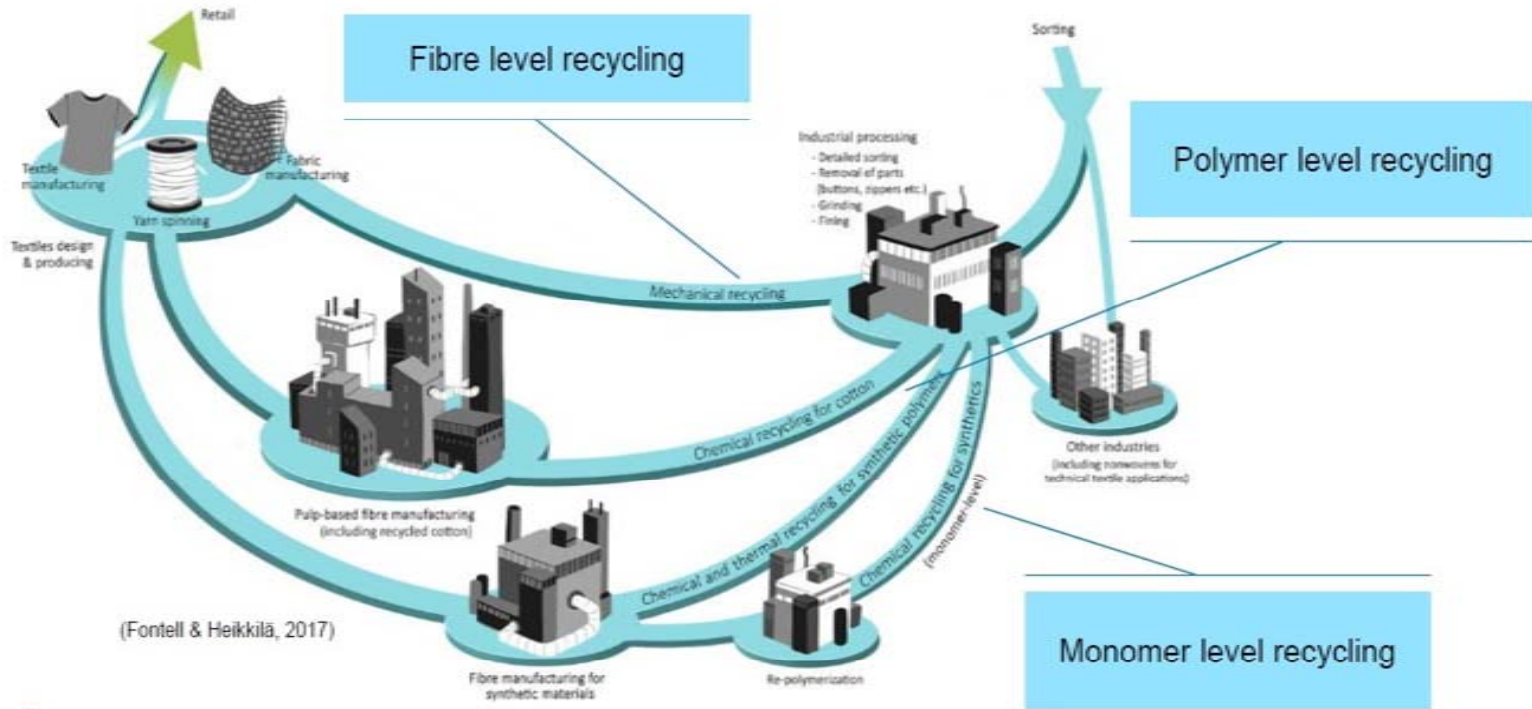 Retail
Fibre level recycling
Sorting
Industrial processing
- Detailed sorting
- Removal of parts
(buttons, zippers etc.)
- Grinding
- Fining
Polymer level recycling
Textile
manufacturing
Fabric
manufacturing
Yarn spinning
Textiles design
& producing
Mechanical recycling
Chemical recycling for cotton
Chemical and thermal recycling for synthetic polymers
Chemical recycling for synthetics
(monomer-level)
Other industries
(including nonwovens for
technical textile applications)
Pulp-based fibre manufacturing
(including recycled cotton)
(Fontell & Heikkilä, 2017)
Fibre manufacturing for
synthetic materials
Re-polymerization
Monomer level recycling